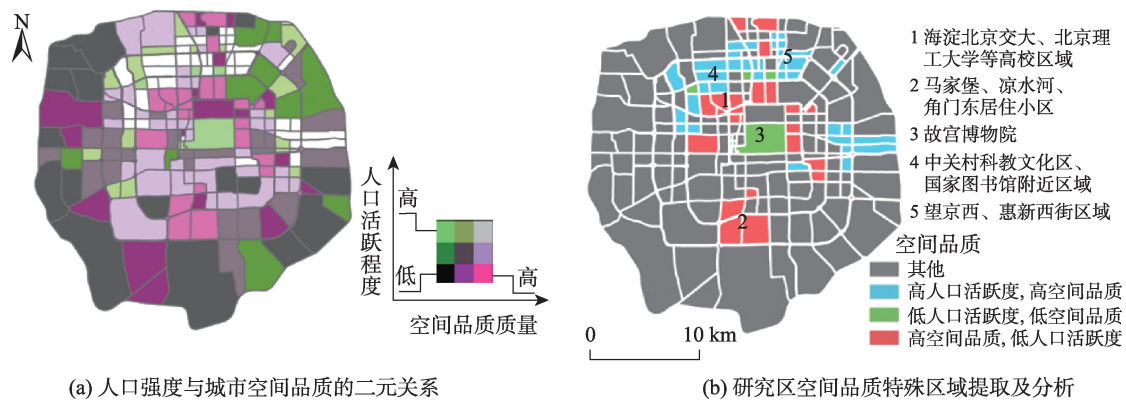 N
人口活跃程度
高
低
高
空间品质质量
(a) 人口强度与城市空间品质的二元关系
1
2
3
4
5
1 海淀北京交大、北京理
工大学等高校区域
2 马家堡、凉水河、
角门东居住小区
3 故宫博物院
4 中关村科教文化区、
国家图书馆附近区域
5 望京西、惠新西街区域
空间品质
其他
高人口活跃度, 高空间品质
低人口活跃度, 低空间品质
高空间品质, 低人口活跃度
0 10 km
(b) 研究区空间品质特殊区域提取及分析